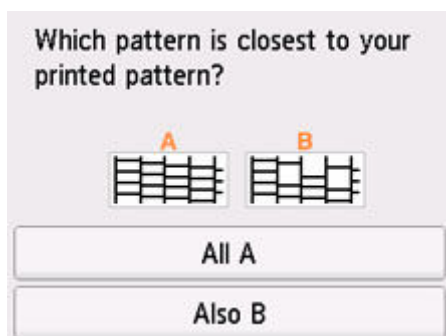 Which pattern is closest to your
printed pattern?
A B
All A
Also B